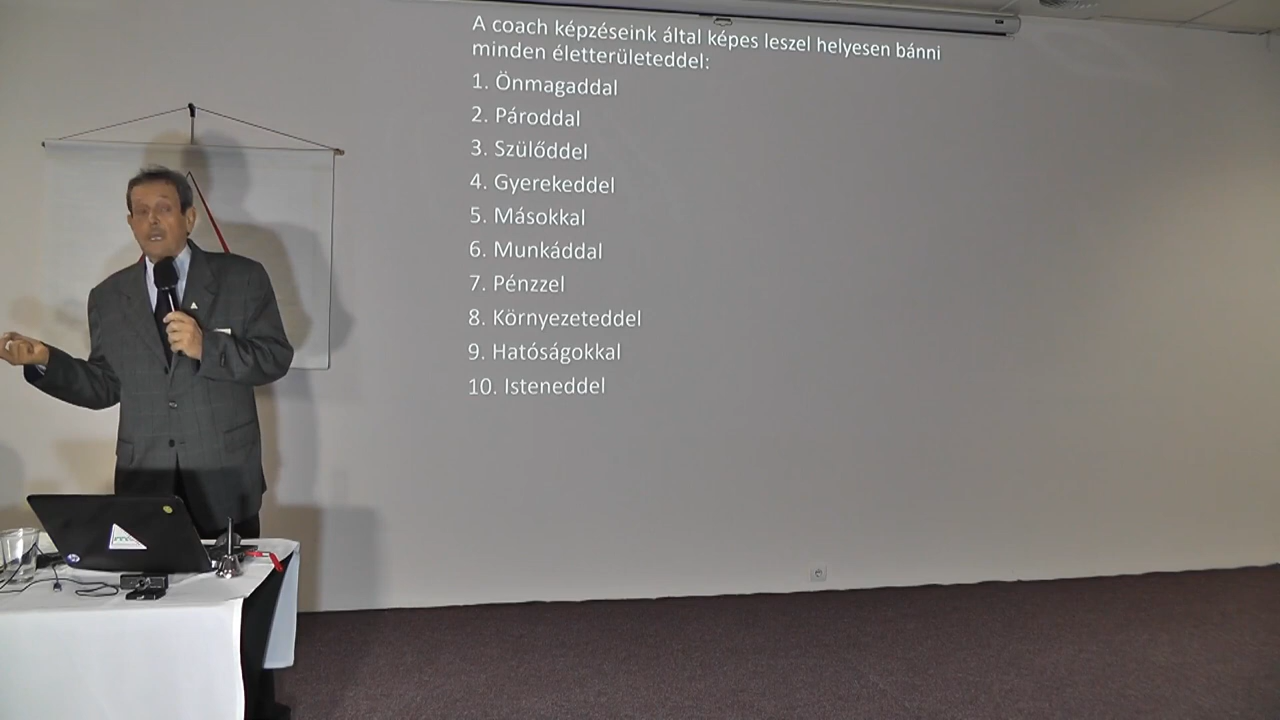 A coach képzéseink által képes leszel helyesen bánni
minden életterületeddel:
1. Önmagaddal
2. Pároddal
3. Szülőddel
4. Gyerekeddel
5. Másokkal
6. Munkáddal
7. Pénzzel
8. Környezeteddel
9. Hatóságokkal
10. Isteneddel